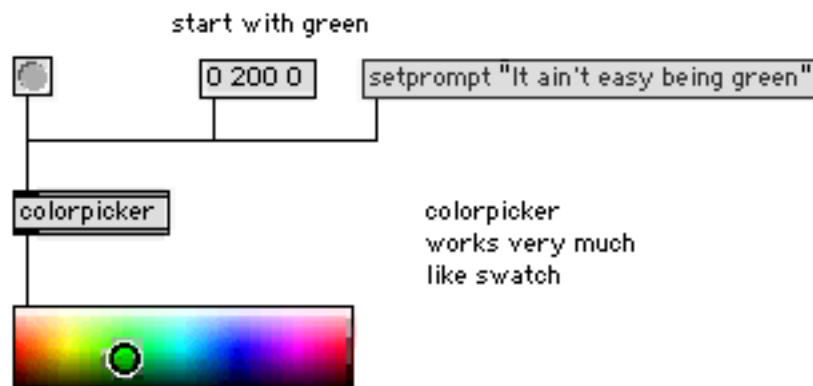 start with green
0 200 0
setprompt "It ain't easy being green"
colorpicker
colorpicker
works very much
like swatch